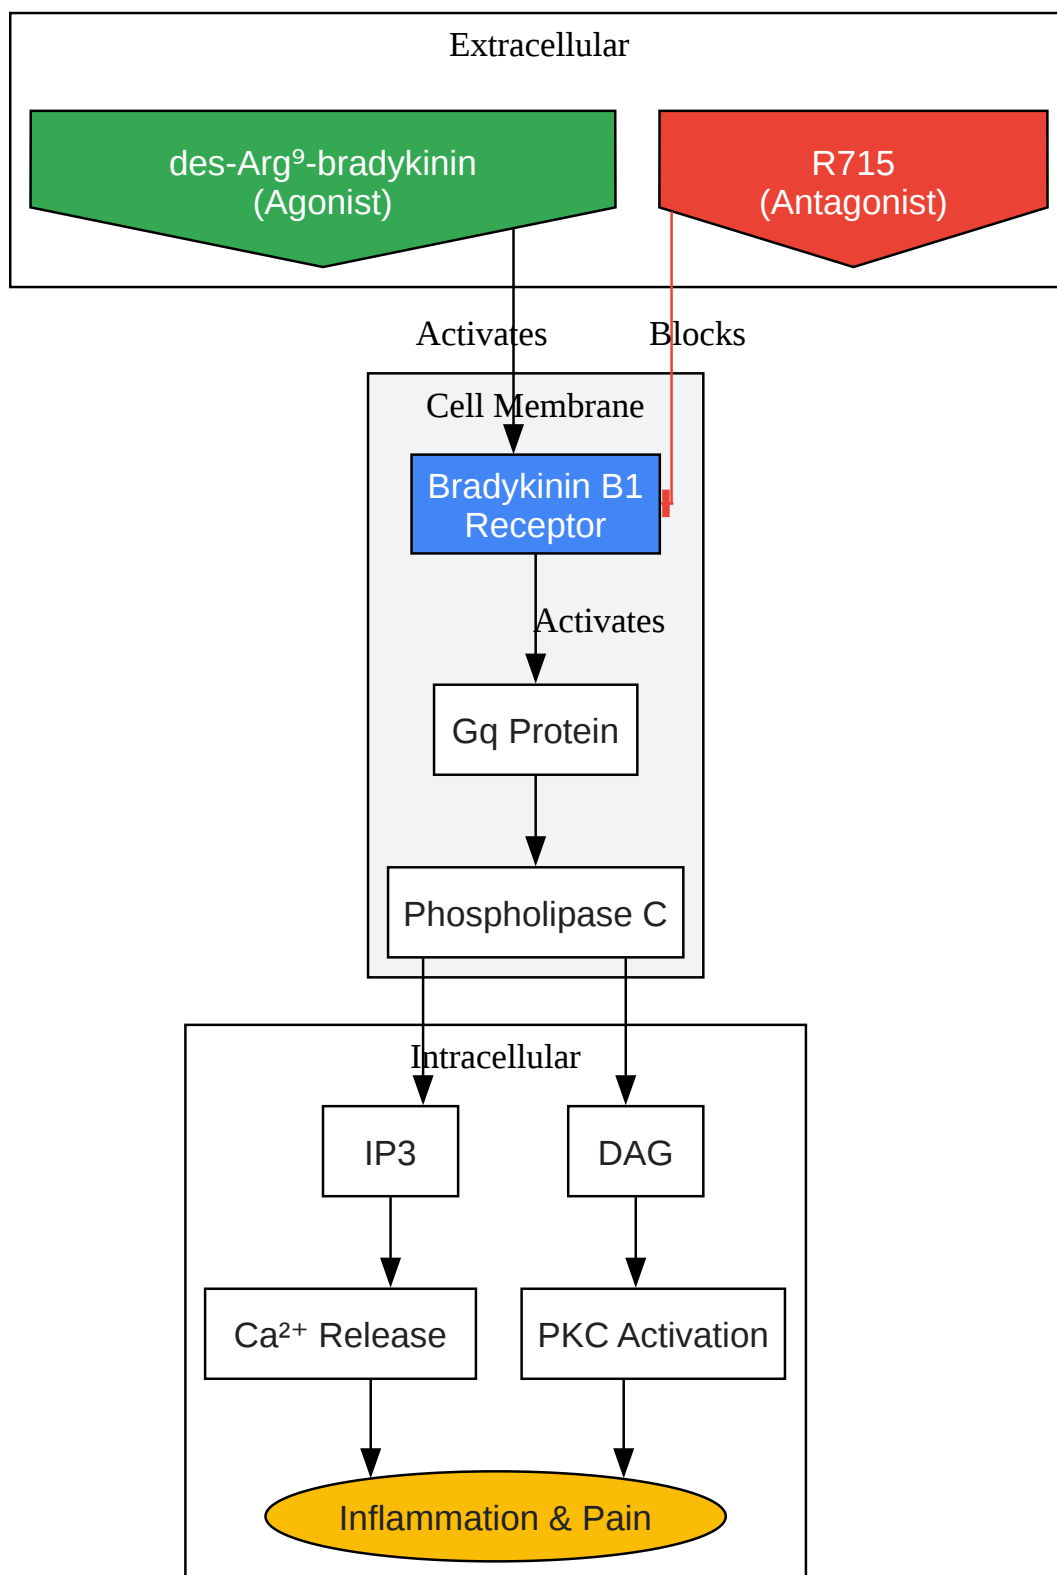 Extracellular
des-Arg⁹-bradykinin
(Agonist)
R715
(Antagonist)
Activates
Blocks
Cell Membrane
Bradykinin B1
Receptor
Activates
Gq Protein
Phospholipase C
Intracellular
IP3
DAG
Ca²⁺ Release
PKC Activation
Inflammation & Pain